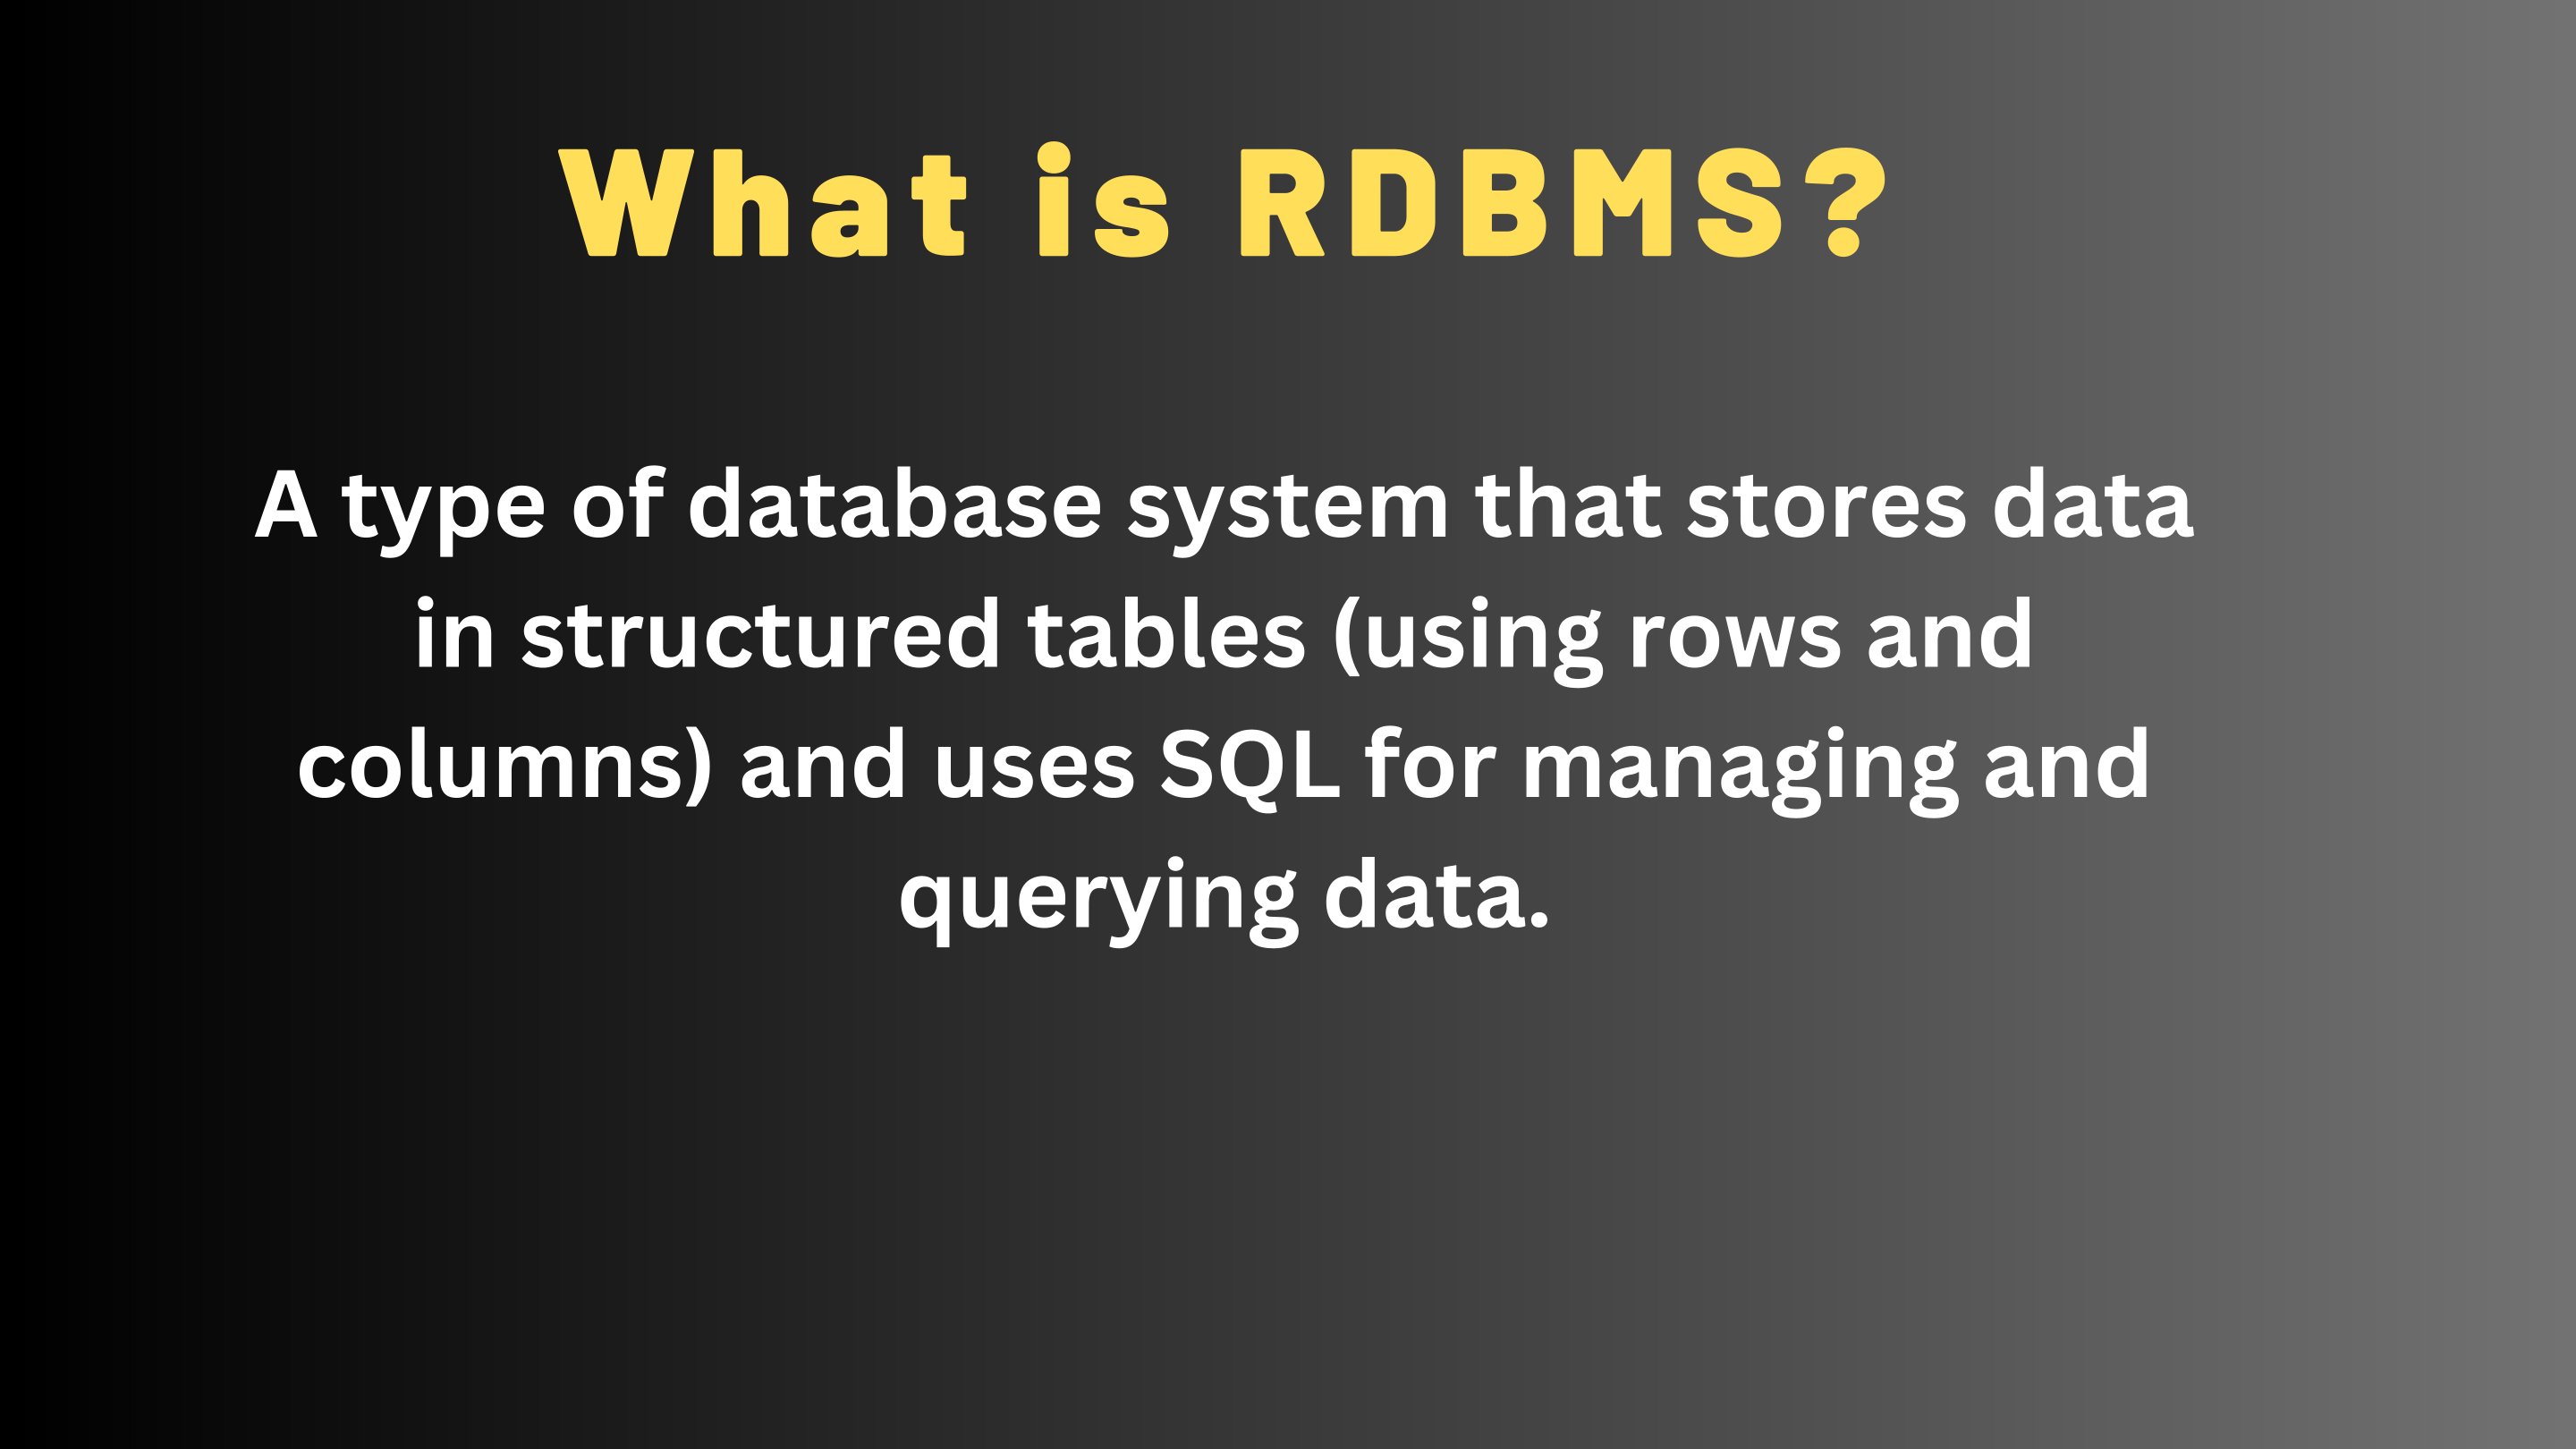 What is RDBMS?
A type of database system that stores data
in structured tables (using rows and
columns) and uses SQL for managing and
querying data.